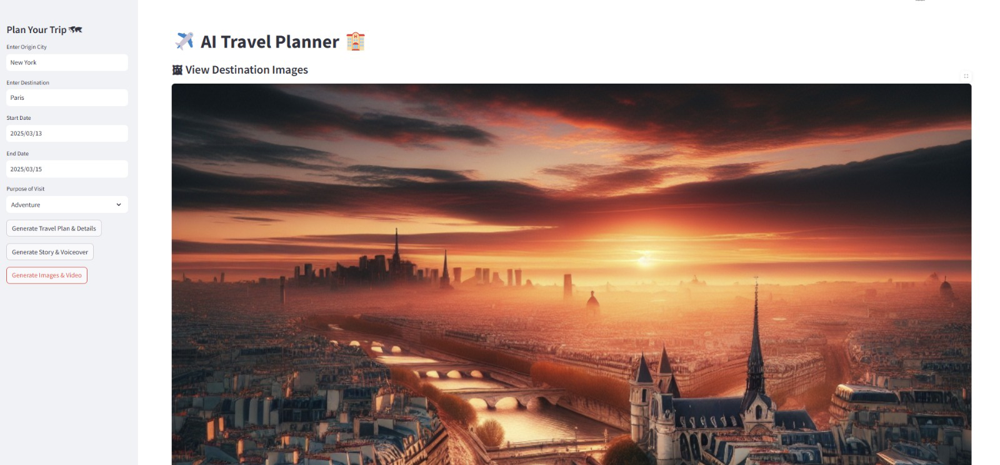 Plan Your Trip
Enter Origin City
New York
Enter Destination
Paris
Start Date
2025/03/13
End Date
2025/03/15
Purpose of Visit
Adventure
Generate Travel Plan & Details
Generate Story & Voiceover
Generate Images & Video
AI Travel Planner
View Destination Images